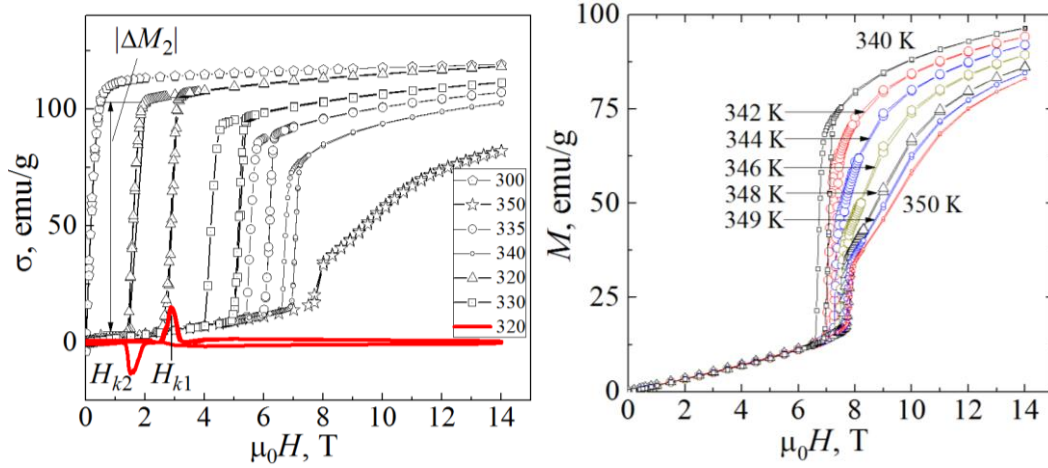 |ΔM₂|
100
50
0
σ, emu/g
300
350
335
340
320
330
320
H_k2
H_k1
0 2 4 6 8 10 12 14
μ₀H, T
100
75
50
25
0
M, emu/g
340 K
342 K
344 K
346 K
348 K
349 K
350 K
0 2 4 6 8 10 12 14
μ₀H, T